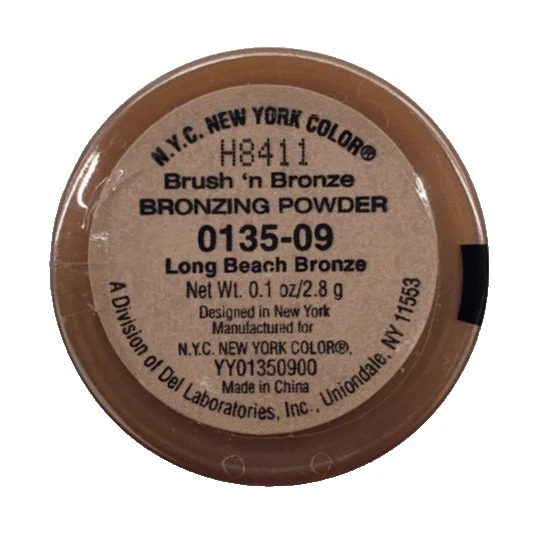 N.Y.C. NEW YORK COLOR®
H8411
Brush 'n Bronze
BRONZING POWDER
0135-09
Long Beach Bronze
Net Wt. 0.1 oz/2.8 g
Designed in New York
Manufactured for
N.Y.C. NEW YORK COLOR®,
YY01350900
Made in China
A Division of Del Laboratories, Inc., Uniondale, NY 11553